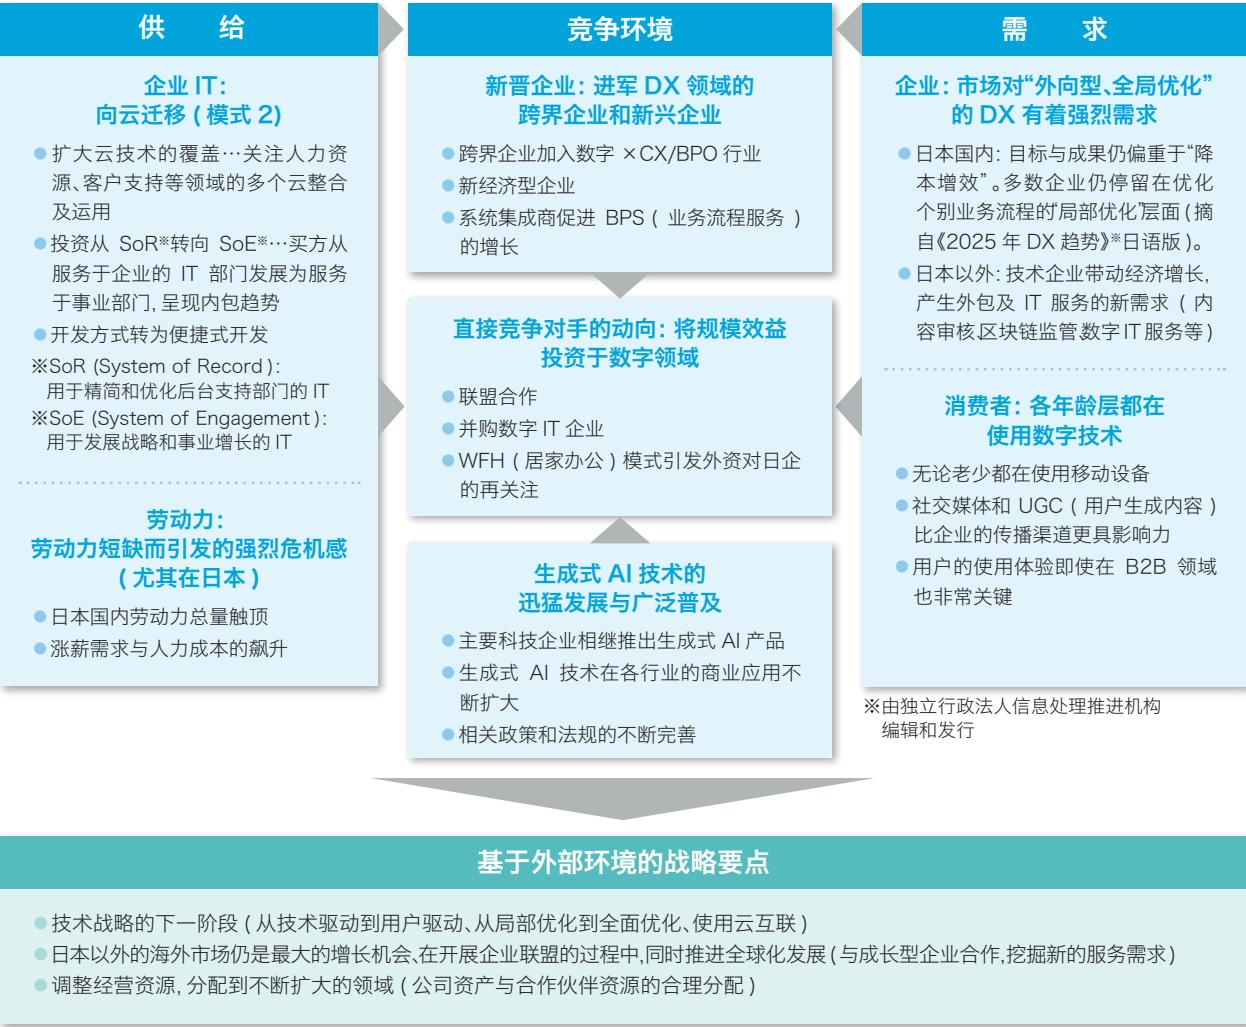 供 给
企业 IT：
向云迁移 ( 模式 2)
●扩大云技术的覆盖…关注人力资
源、客户支持等领域的多个云整合
及运用
●投资从 SoR※转向 SoE※…买方从
服务于企业的 IT 部门发展为服务
于事业部门, 呈现内包趋势
●开发方式转为便捷式开发
※SoR (System of Record )：
用于精简和优化后台支持部门的 IT
※SoE (System of Engagement )：
用于发展战略和事业增长的 IT
劳动力：
劳动力短缺而引发的强烈危机感
( 尤其在日本 )
●日本国内劳动力总量触顶
●涨薪需求与人力成本的飙升
竞争环境
新晋企业：进军 DX 领域的
跨界企业和新兴企业
●跨界企业加入数字 ×CX/BPO 行业
●新经济型企业
●系统集成商促进 BPS ( 业务流程服务 )
的增长
直接竞争对手的动向：将规模效益
投资于数字领域
●联盟合作
●并购数字 IT 企业
●WFH ( 居家办公 ) 模式引发外资对日企
的再关注
生成式 AI 技术的
迅猛发展与广泛普及
●主要科技企业相继推出生成式 AI 产品
●生成式 AI 技术在各行业的商业应用不
断扩大
●相关政策和法规的不断完善
需 求
企业：市场对“外向型、全局优化”
的 DX 有着强烈需求
●日本国内：目标与成果仍偏重于“降
本增效”。多数企业仍停留在优化
个别业务流程的“局部优化”层面 ( 摘
自《2025 年 DX 趋势》※日语版 )。
●日本以外：技术企业带动经济增长,
产生外包及 IT 服务的新需求 ( 内
容审核、区块链监管、数字 IT 服务等 )
消费者：各年龄层都在
使用数字技术
●无论老少都在使用移动设备
●社交媒体和 UGC ( 用户生成内容 )
比企业的传播渠道更具影响力
●用户的使用体验即使在 B2B 领域
也非常关键
※由独立行政法人信息处理推进机构
编辑和发行
基于外部环境的战略要点
●技术战略的下一阶段 ( 从技术驱动到用户驱动、从局部优化到全面优化、使用云互联 )
●日本以外的海外市场仍是最大的增长机会、在开展企业联盟的过程中,同时推进全球化发展 ( 与成长型企业合作,挖掘新的服务需求 )
●调整经营资源, 分配到不断扩大的领域 ( 公司资产与合作伙伴资源的合理分配 )